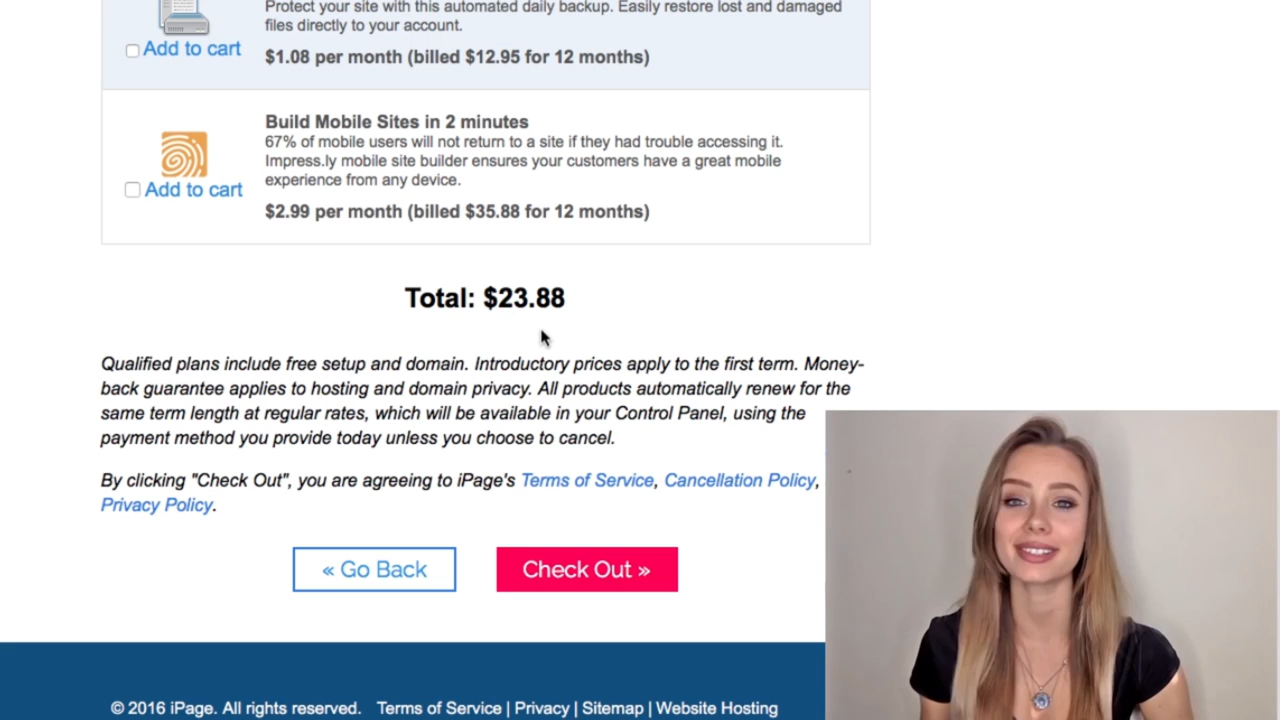 Protect your site with this automated daily backup. Easily restore lost and damaged
files directly to your account.
Add to cart
$1.08 per month (billed $12.95 for 12 months)
Build Mobile Sites in 2 minutes
67% of mobile users will not return to a site if they had trouble accessing it.
Impress.ly mobile site builder ensures your customers have a great mobile
experience from any device.
Add to cart
$2.99 per month (billed $35.88 for 12 months)
Total: $23.88
Qualified plans include free setup and domain. Introductory prices apply to the first term. Money-
back guarantee applies to hosting and domain privacy. All products automatically renew for the
same term length at regular rates, which will be available in your Control Panel, using the
payment method you provide today unless you choose to cancel.
By clicking "Check Out", you are agreeing to iPage's Terms of Service, Cancellation Policy,
Privacy Policy.
« Go Back
Check Out »
© 2016 iPage. All rights reserved. Terms of Service | Privacy | Sitemap | Website Hosting